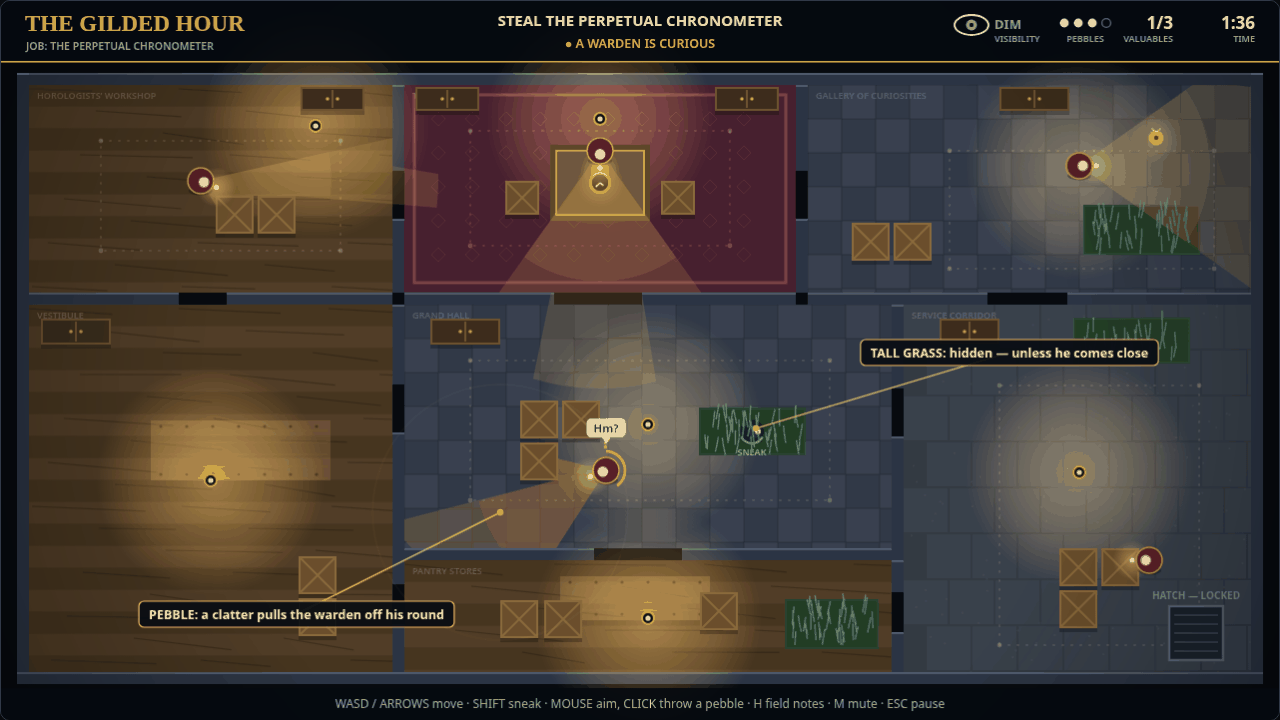 THE GILDED HOUR
JOB: THE PERPETUAL CHRONOMETER
STEAL THE PERPETUAL CHRONOMETER
● A WARDEN IS CURIOUS
DIM
VISIBILITY
PEBBLES
1/3
VALUABLES
1:36
TIME
HOROLOGISTS' WORKSHOP
GALLERY OF CURIOSITIES
VESTIBULE
GRAND HALL
SERVICE CORRIDOR
TALL GRASS: hidden — unless he comes close
Hm?
SNEAK
PANTRY STORES
HATCH — LOCKED
PEBBLE: a clatter pulls the warden off his round
WASD / ARROWS move · SHIFT sneak · MOUSE aim, CLICK throw a pebble · H field notes · M mute · ESC pause